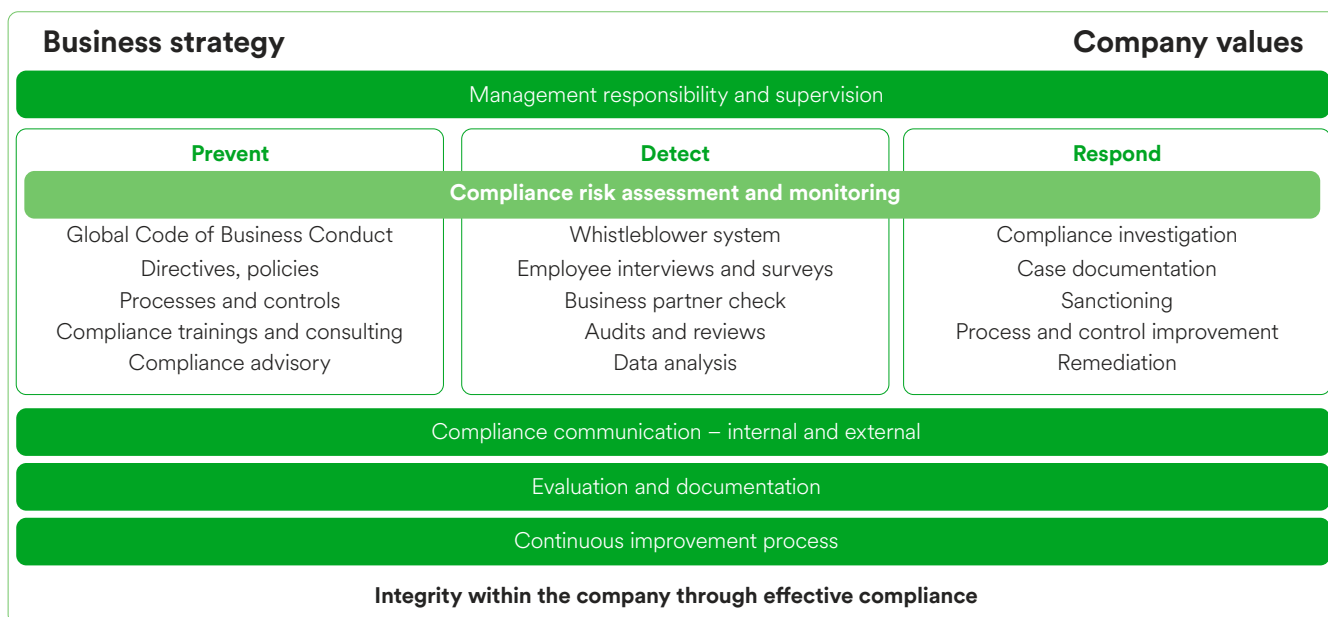 Business strategy
Company values
Management responsibility and supervision
Prevent
Detect
Respond
Compliance risk assessment and monitoring
Global Code of Business Conduct
Directives, policies
Processes and controls
Compliance trainings and consulting
Compliance advisory
Whistleblower system
Employee interviews and surveys
Business partner check
Audits and reviews
Data analysis
Compliance investigation
Case documentation
Sanctioning
Process and control improvement
Remediation
Compliance communication – internal and external
Evaluation and documentation
Continuous improvement process
Integrity within the company through effective compliance